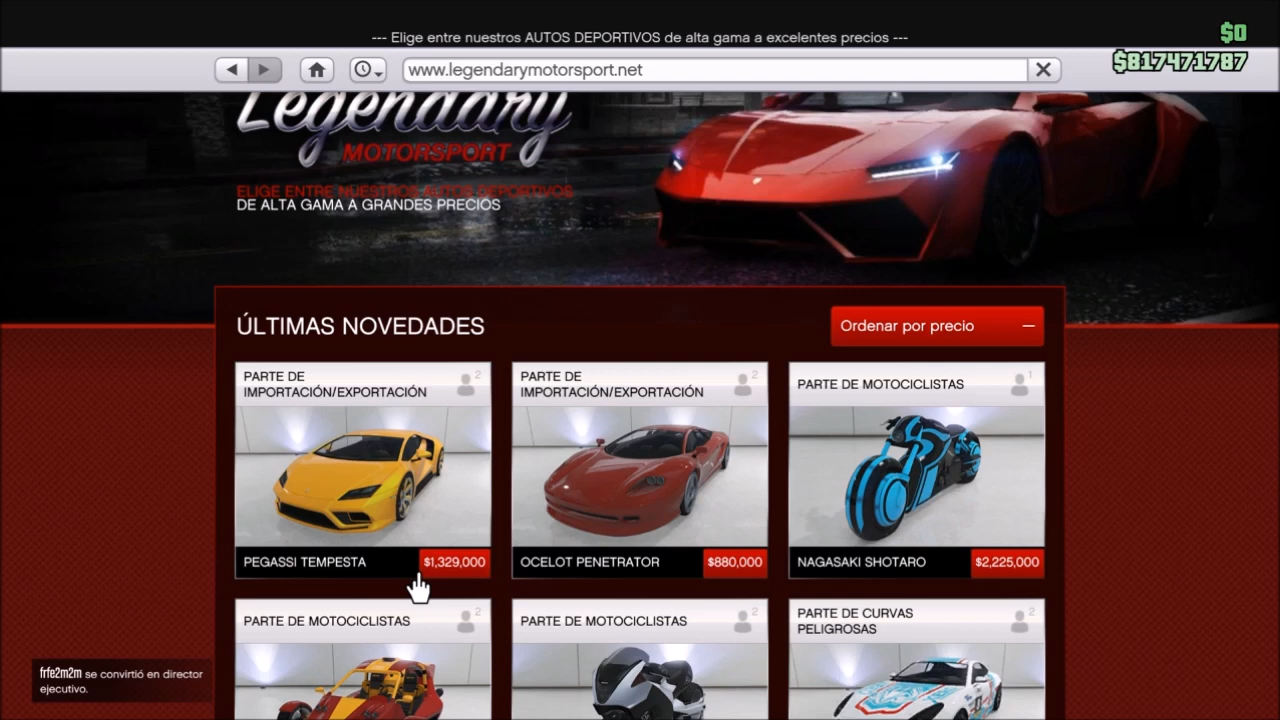 --- Elige entre nuestros AUTOS DEPORTIVOS de alta gama a excelentes precios ---
$0
$817471787
www.legendarymotorsport.net
Legendary
MOTORSPORT
ELIGE ENTRE NUESTROS AUTOS DEPORTIVOS
DE ALTA GAMA A GRANDES PRECIOS
ÚLTIMAS NOVEDADES
Ordenar por precio
PARTE DE
IMPORTACIÓN/EXPORTACIÓN
2
PEGASSI TEMPESTA
$1,329,000
PARTE DE
IMPORTACIÓN/EXPORTACIÓN
2
OCELOT PENETRATOR
$880,000
PARTE DE MOTOCICLISTAS
1
NAGASAKI SHOTARO
$2,225,000
PARTE DE MOTOCICLISTAS
2
PARTE DE MOTOCICLISTAS
2
PARTE DE CURVAS
PELIGROSAS
2
frfe2m2m se convirtió en director
ejecutivo.